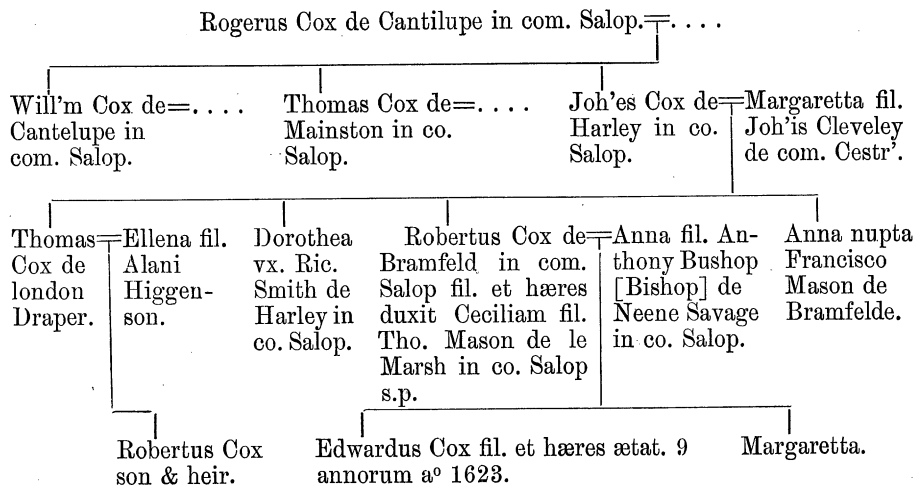 Rogerus Cox de Cantilupe in com. Salop.=. . . .
Will'm Cox de=. . . .
Cantelupe in
com. Salop.
Thomas Cox de=. . . .
Mainston in co.
Salop.
Joh'es Cox de=Margaretta fil.
Harley in co.
Salop.
Joh'is Cleveley
de com. Cestr'.
Thomas=Ellena fil.
Cox de
london
Draper.
Alani
Higgen-
son.
Dorothea
vx. Ric.
Smith de
Harley in
co. Salop.
Robertus Cox de=Anna fil. An-
Bramfeld in com.
Salop fil. et hæres
duxit Ceciliam fil.
Tho. Mason de le
Marsh in co. Salop
s.p.
thony Bushop
[Bishop] de
Neene Savage
in co. Salop.
Anna nupta
Francisco
Mason de
Bramfelde.
Robertus Cox
son & heir.
Edwardus Cox fil. et hæres ætat. 9
annorum aº 1623.
Margaretta.